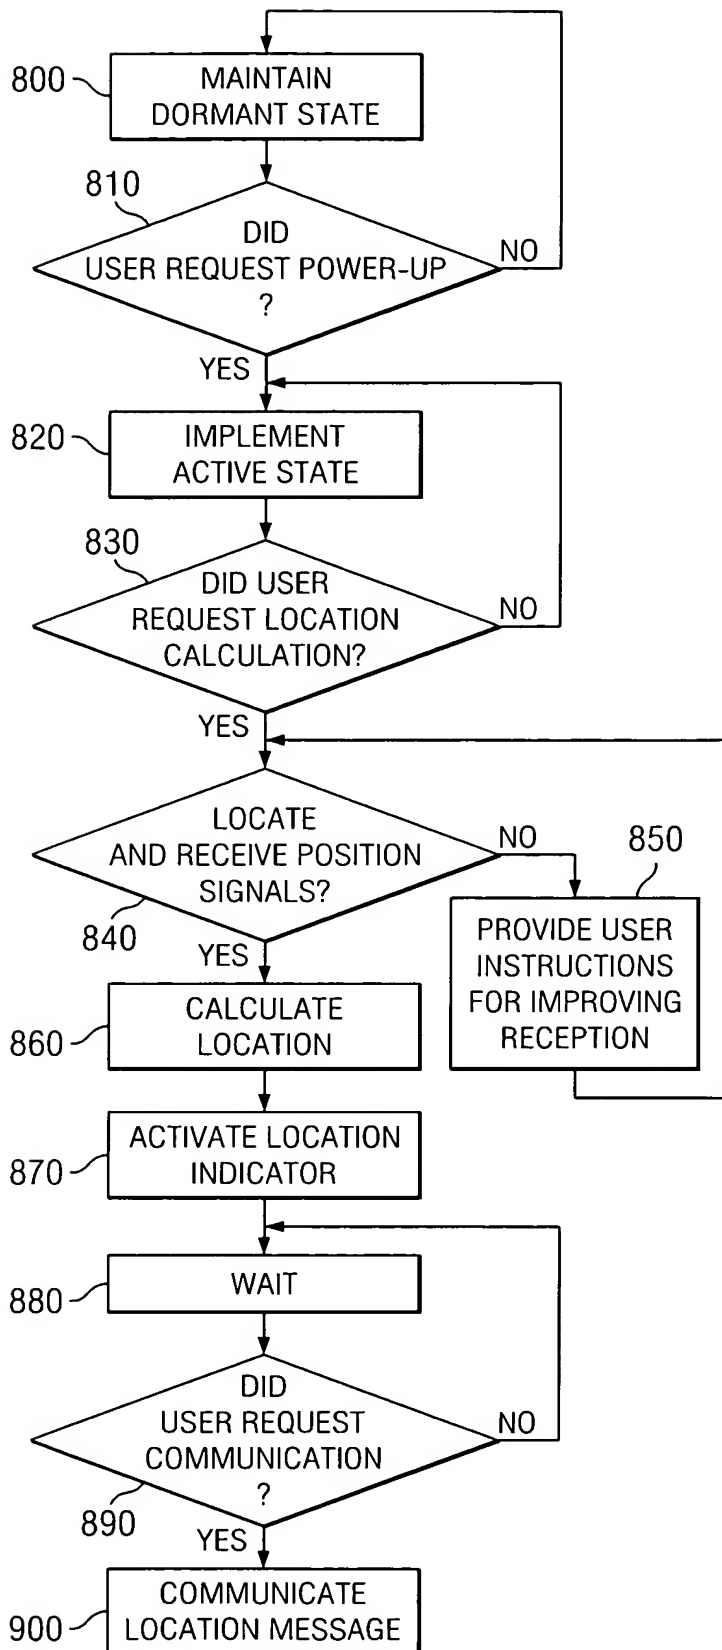 800
MAINTAIN
DORMANT STATE
810
DID
USER REQUEST POWER-UP
?
NO
YES
820
IMPLEMENT
ACTIVE STATE
830
DID USER
REQUEST LOCATION
CALCULATION?
NO
YES
LOCATE
AND RECEIVE POSITION
SIGNALS?
NO
840
YES
850
PROVIDE USER
INSTRUCTIONS
FOR IMPROVING
RECEPTION
860
CALCULATE
LOCATION
870
ACTIVATE LOCATION
INDICATOR
880
WAIT
DID
USER REQUEST
COMMUNICATION
?
NO
890
YES
900
COMMUNICATE
LOCATION MESSAGE